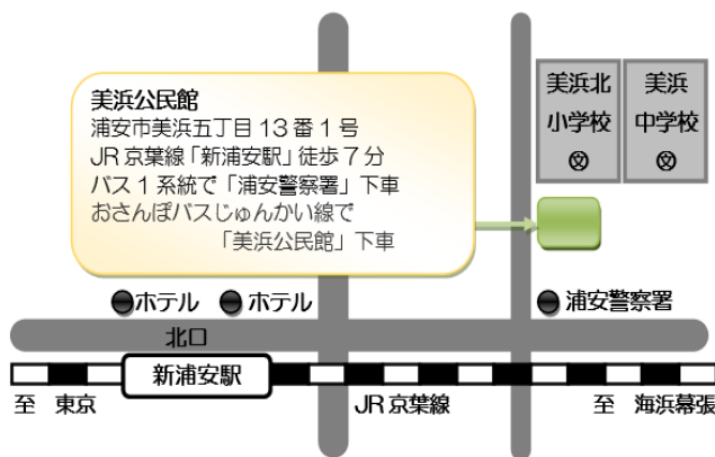 美浜公民館
浦安市美浜五丁目13番1号
JR京葉線「新浦安駅」徒歩7分
バス1系統で「浦安警察署」下車
おさんぽバスじゅんかい線で
「美浜公民館」下車
美浜北
小学校
美浜
中学校
ホテル
ホテル
浦安警察署
北口
新浦安駅
至 東京
JR京葉線
至 海浜幕張